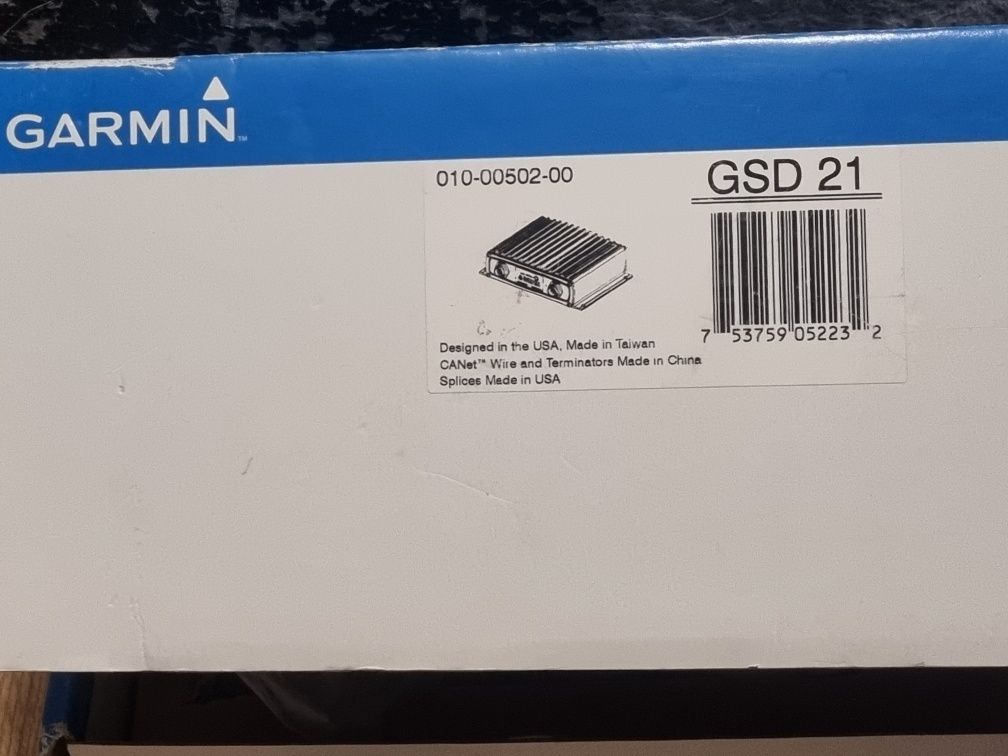 GARMIN™
010-00502-00
GSD 21
7 53759 05223 2
Designed in the USA, Made in Taiwan
CANet™ Wire and Terminators Made in China
Splices Made in USA